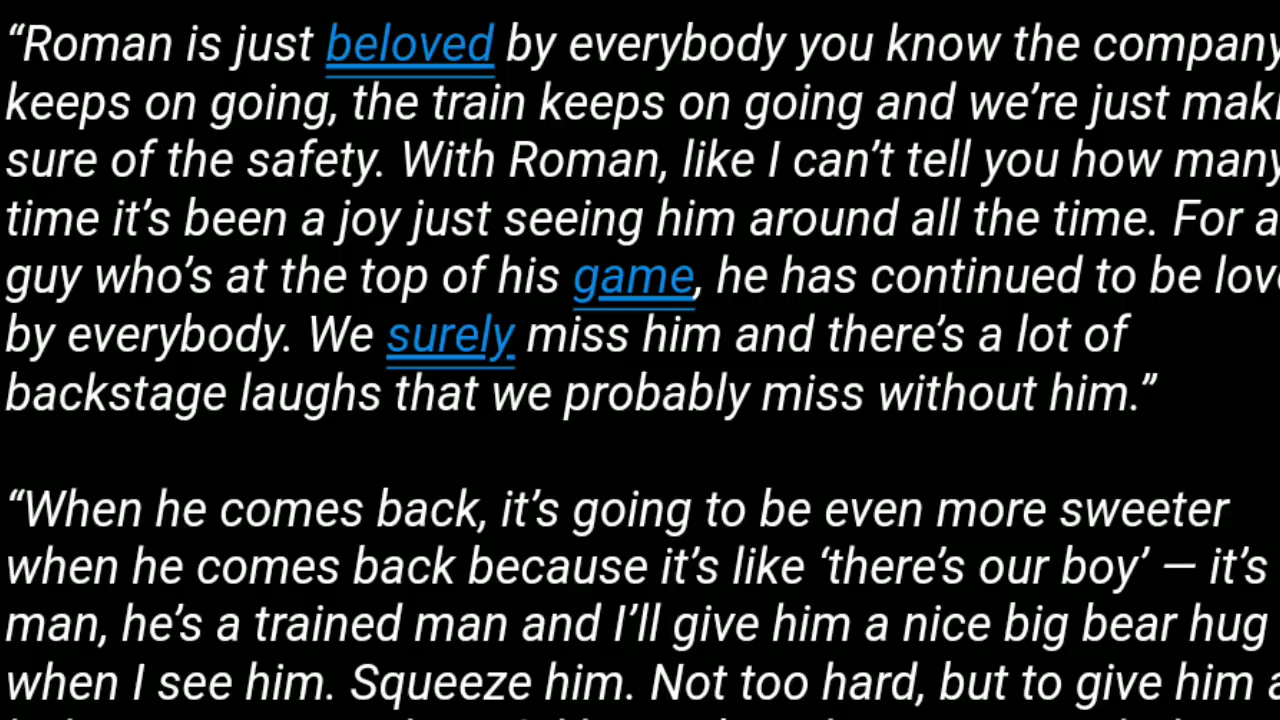 “Roman is just beloved by everybody you know the company
keeps on going, the train keeps on going and we’re just maki
sure of the safety. With Roman, like I can’t tell you how many
time it’s been a joy just seeing him around all the time. For a
guy who’s at the top of his game, he has continued to be love
by everybody. We surely miss him and there’s a lot of
backstage laughs that we probably miss without him.”
“When he comes back, it’s going to be even more sweeter
when he comes back because it’s like ‘there’s our boy’ — it’s
man, he’s a trained man and I’ll give him a nice big bear hug
when I see him. Squeeze him. Not too hard, but to give him a